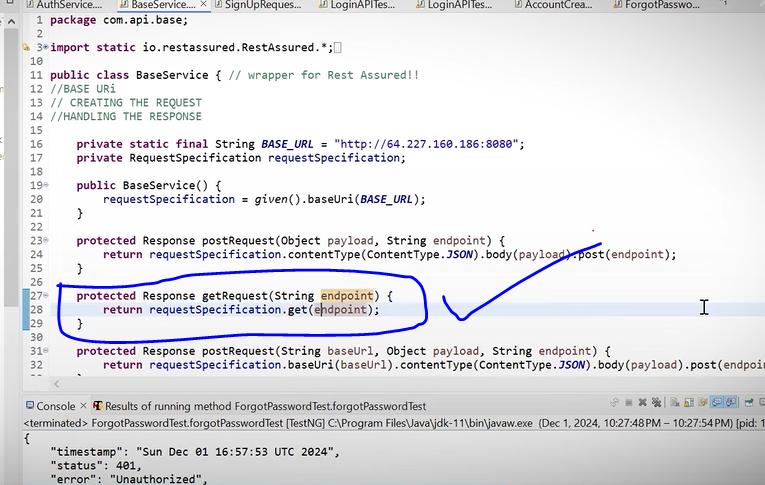 AuthService....
BaseService....
SignUpReques...
LoginAPITes...
LoginAPITes...
AccountCrea...
ForgotPasswo...
1 package com.api.base;
2
3 import static io.restassured.RestAssured.*;
10
11 public class BaseService { // wrapper for Rest Assured!!
12 //BASE URi
13 // CREATING THE REQUEST
14 //HANDLING THE RESPONSE
15
16 private static final String BASE_URL = "http://64.227.160.186:8080";
17 private RequestSpecification requestSpecification;
18
19 public BaseService() {
20 requestSpecification = given().baseUri(BASE_URL);
21 }
22
23 protected Response postRequest(Object payload, String endpoint) {
24 return requestSpecification.contentType(ContentType.JSON).body(payload).post(endpoint);
25 }
26
27 protected Response getRequest(String endpoint) {
28 return requestSpecification.get(endpoint);
29 }
30
31 protected Response postRequest(String baseUrl, Object payload, String endpoint) {
32 return requestSpecification.baseUri(baseUrl).contentType(ContentType.JSON).body(payload).post(endpoin
Console Results of running method ForgotPasswordTest.forgotPasswordTest
<terminated> ForgotPasswordTest.forgotPasswordTest [TestNG] C:\Program Files\Java\jdk-11\bin\javaw.exe (Dec 1, 2024, 10:27:48 PM – 10:27:54 PM) [pid: 1
{
"timestamp": "Sun Dec 01 16:57:53 UTC 2024",
"status": 401,
"error": "Unauthorized",